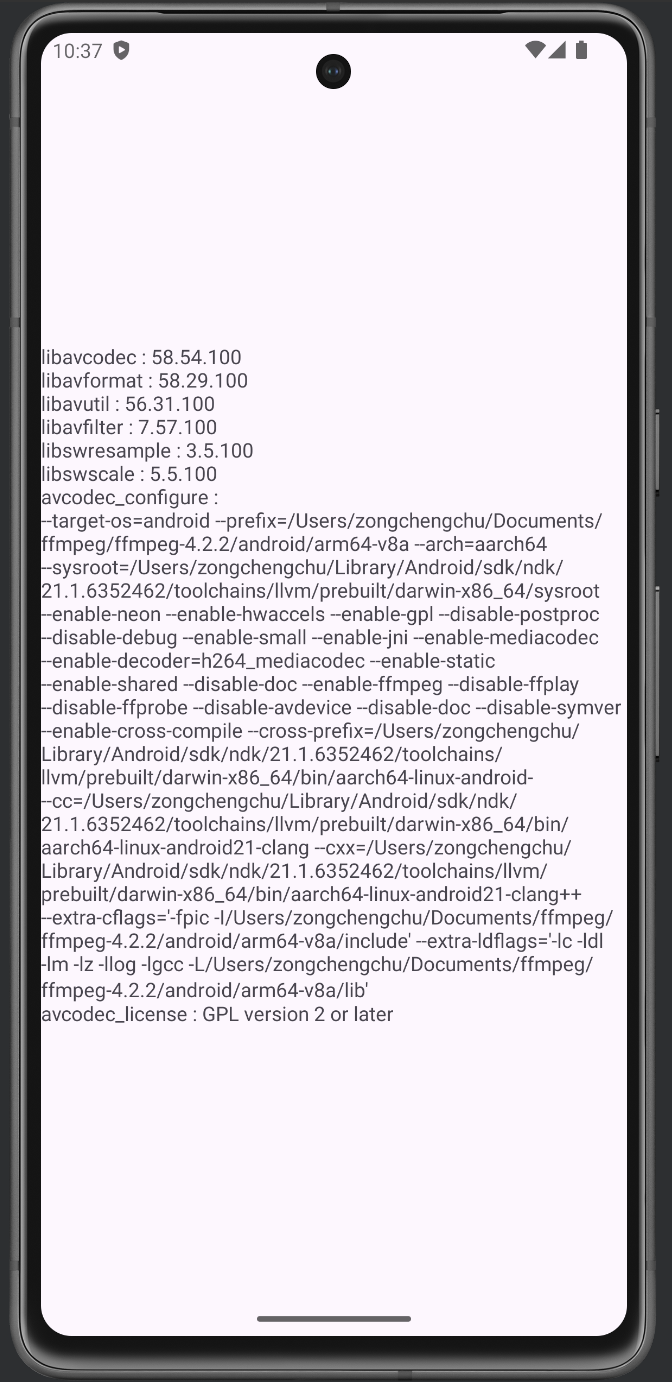 10:37
libavcodec : 58.54.100
libavformat : 58.29.100
libavutil : 56.31.100
libavfilter : 7.57.100
libswresample : 3.5.100
libswscale : 5.5.100
avcodec_configure :
--target-os=android --prefix=/Users/zongchengchu/Documents/
ffmpeg/ffmpeg-4.2.2/android/arm64-v8a --arch=aarch64
--sysroot=/Users/zongchengchu/Library/Android/sdk/ndk/
21.1.6352462/toolchains/llvm/prebuilt/darwin-x86_64/sysroot
--enable-neon --enable-hwaccels --enable-gpl --disable-postproc
--disable-debug --enable-small --enable-jni --enable-mediacodec
--enable-decoder=h264_mediacodec --enable-static
--enable-shared --disable-doc --enable-ffmpeg --disable-ffplay
--disable-ffprobe --disable-avdevice --disable-doc --disable-symver
--enable-cross-compile --cross-prefix=/Users/zongchengchu/
Library/Android/sdk/ndk/21.1.6352462/toolchains/
llvm/prebuilt/darwin-x86_64/bin/aarch64-linux-android-
--cc=/Users/zongchengchu/Library/Android/sdk/ndk/
21.1.6352462/toolchains/llvm/prebuilt/darwin-x86_64/bin/
aarch64-linux-android21-clang --cxx=/Users/zongchengchu/
Library/Android/sdk/ndk/21.1.6352462/toolchains/llvm/
prebuilt/darwin-x86_64/bin/aarch64-linux-android21-clang++
--extra-cflags='-fpic -I/Users/zongchengchu/Documents/ffmpeg/
ffmpeg-4.2.2/android/arm64-v8a/include' --extra-ldflags='-lc -ldl
-lm -lz -llog -lgcc -L/Users/zongchengchu/Documents/ffmpeg/
ffmpeg-4.2.2/android/arm64-v8a/lib'
avcodec_license : GPL version 2 or later